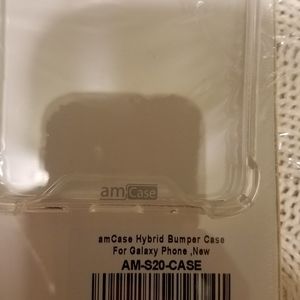 amCase
amCase Hybrid Bumper Case
For Galaxy Phone ,New
AM-S20-CASE